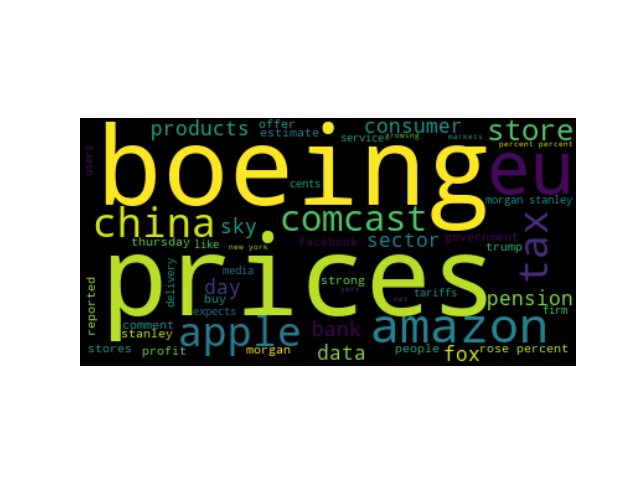 products offer consumer store
estimate service growing markets
percent percent
users boeing eu
cents morgan stanley
china sky comcast tax
thursday like new york facebook sector government trump
prices
delivery media strong
reported day york tariffs pension
buy net firm
expects
comment apple bank amazon
stanley
stores profit morgan data people fox rose percent